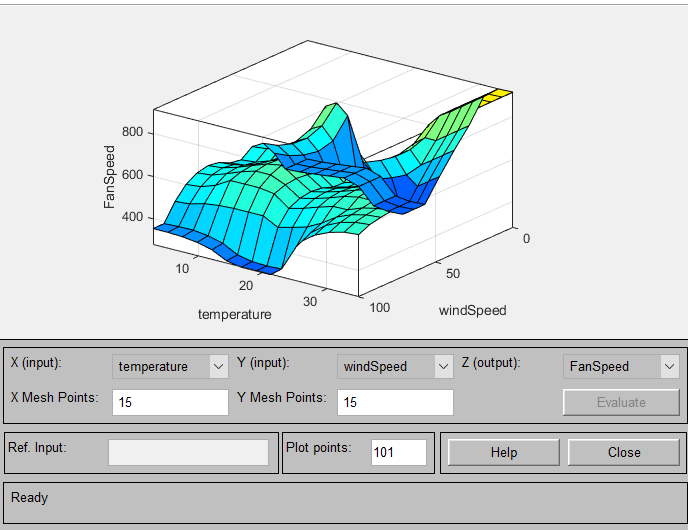 800
600
400
FanSpeed
10
20
30
temperature
0
50
100
windSpeed
X (input): temperature Y (input): windSpeed Z (output): FanSpeed
X Mesh Points: 15 Y Mesh Points: 15 Evaluate
Ref. Input: Plot points: 101 Help Close
Ready